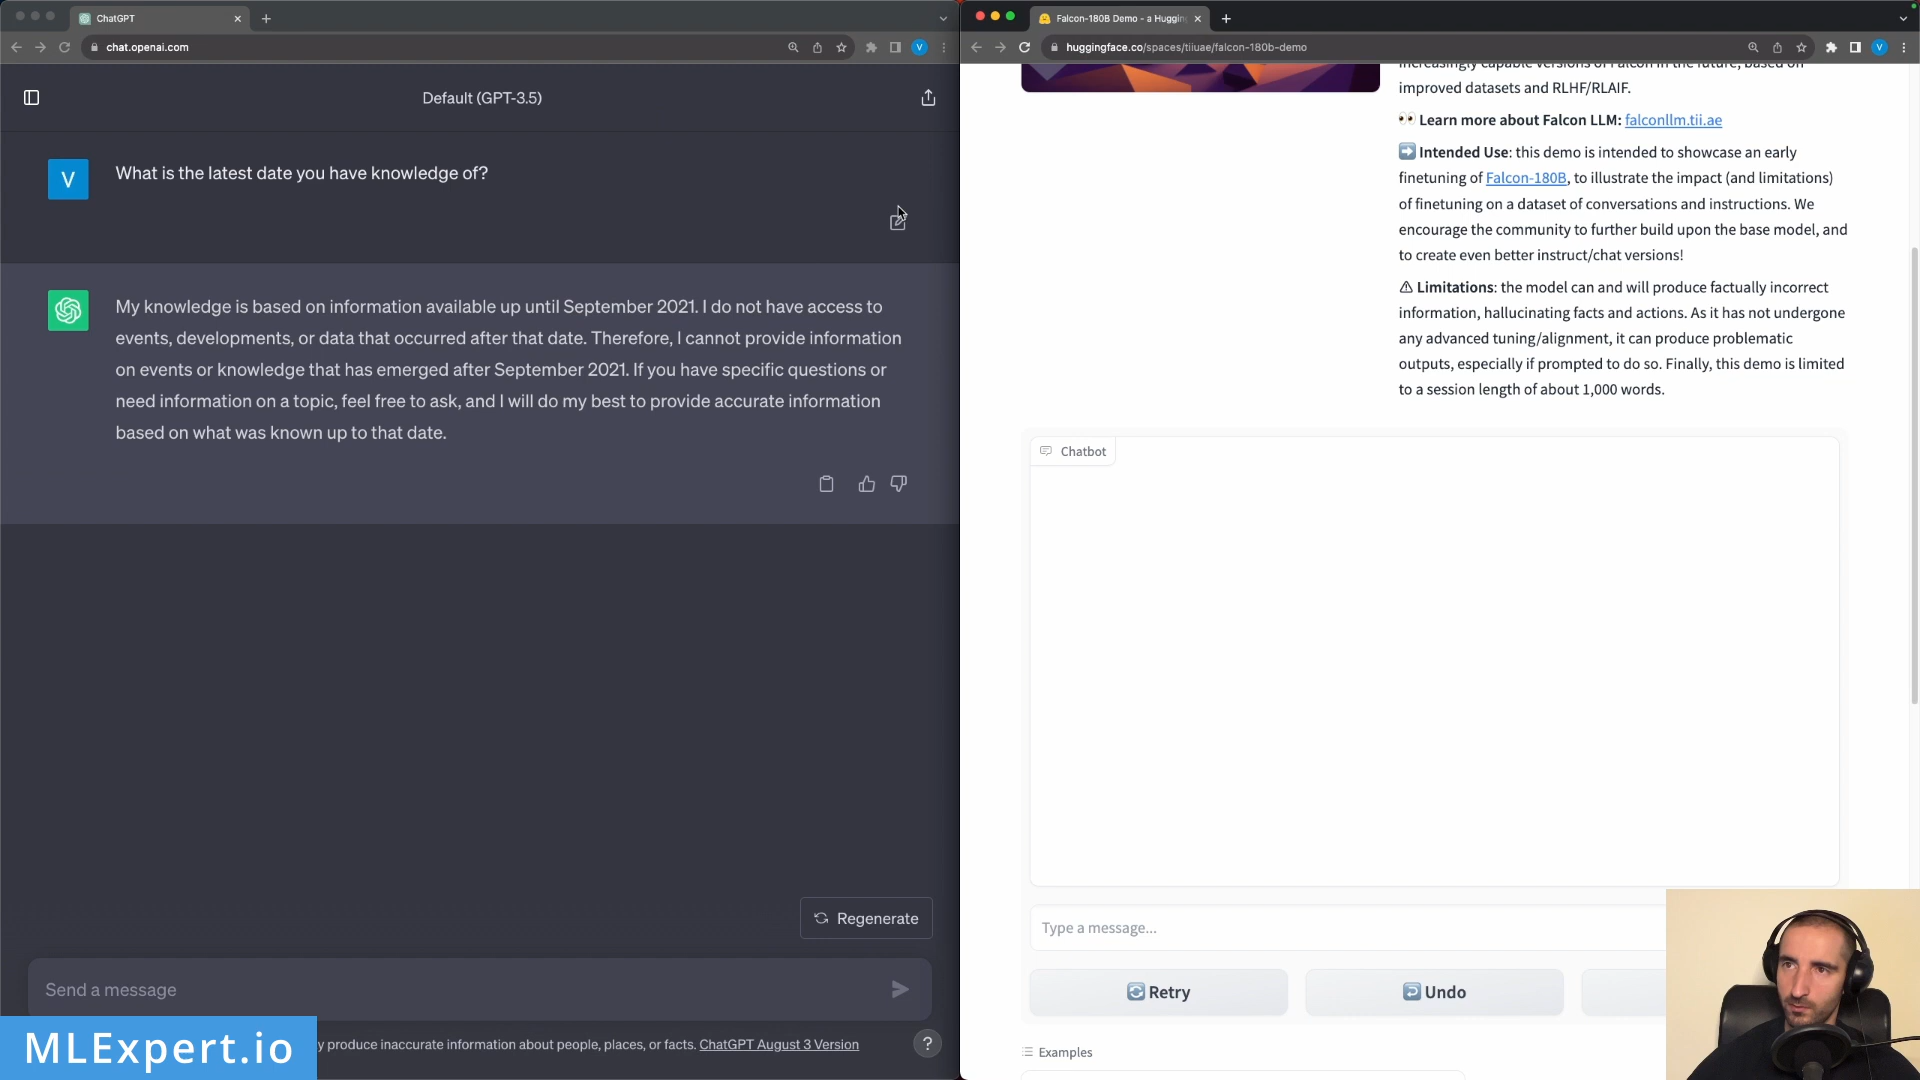 ChatGPT
chat.openai.com
V
Default (GPT-3.5)
V
What is the latest date you have knowledge of?
My knowledge is based on information available up until September 2021. I do not have access to
events, developments, or data that occurred after that date. Therefore, I cannot provide information
on events or knowledge that has emerged after September 2021. If you have specific questions or
need information on a topic, feel free to ask, and I will do my best to provide accurate information
based on what was known up to that date.
Regenerate
Send a message
MLExpert.io
y produce inaccurate information about people, places, or facts. ChatGPT August 3 Version
?
Falcon-180B Demo - a Huggin
huggingface.co/spaces/tiiuae/falcon-180b-demo
V
increasingly capable versions of Falcon in the future, based on
improved datasets and RLHF/RLAIF.
👀 Learn more about Falcon LLM: falconllm.tii.ae
➡️ Intended Use: this demo is intended to showcase an early
finetuning of Falcon-180B, to illustrate the impact (and limitations)
of finetuning on a dataset of conversations and instructions. We
encourage the community to further build upon the base model, and
to create even better instruct/chat versions!
⚠ Limitations: the model can and will produce factually incorrect
information, hallucinating facts and actions. As it has not undergone
any advanced tuning/alignment, it can produce problematic
outputs, especially if prompted to do so. Finally, this demo is limited
to a session length of about 1,000 words.
Chatbot
Type a message...
Retry
Undo
Examples